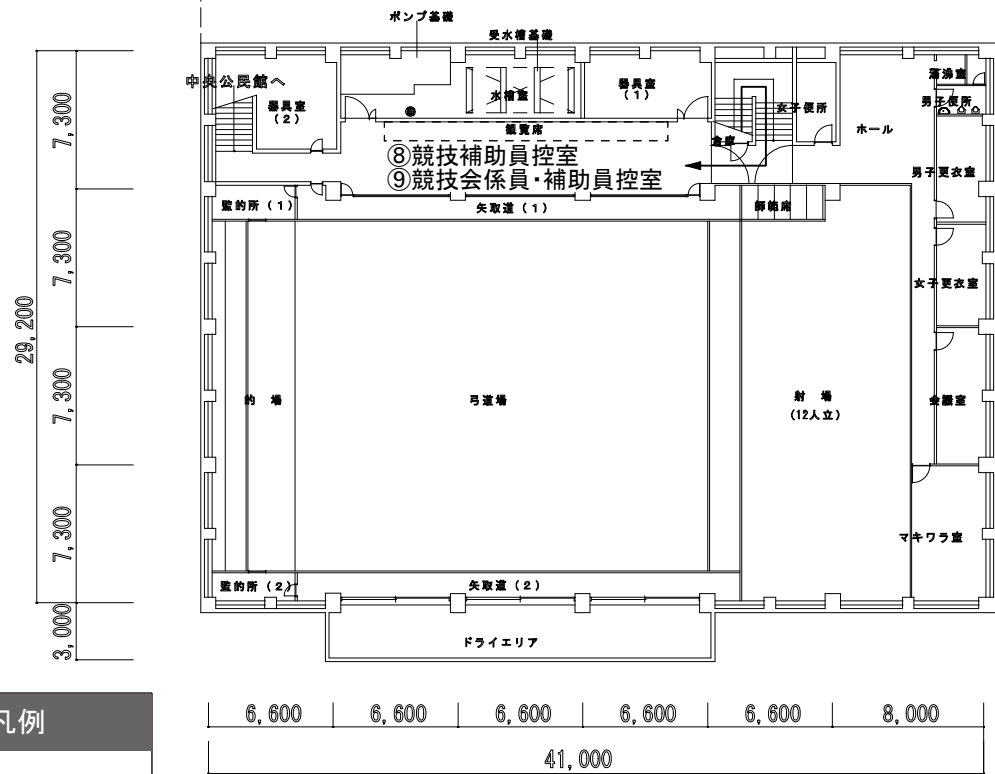 ポンプ基礎
受水槽基礎
中央公民館へ
器具室
(2)
水槽室
器具室
(1)
女子便所
湯沸室
男子便所
ホール
観覧席
倉庫
⑧競技補助員控室
⑨競技会係員・補助員控室
男子更衣室
監的所(1)
矢取道(1)
師範席
女子更衣室
的 場
弓道場
射 場
(12人立)
会議室
マキワラ室
監的所(2)
矢取道(2)
ドライエリア
7,300
7,300
7,300
7,300
3,000
29,200
凡例
6,600
6,600
6,600
6,600
6,600
8,000
41,000